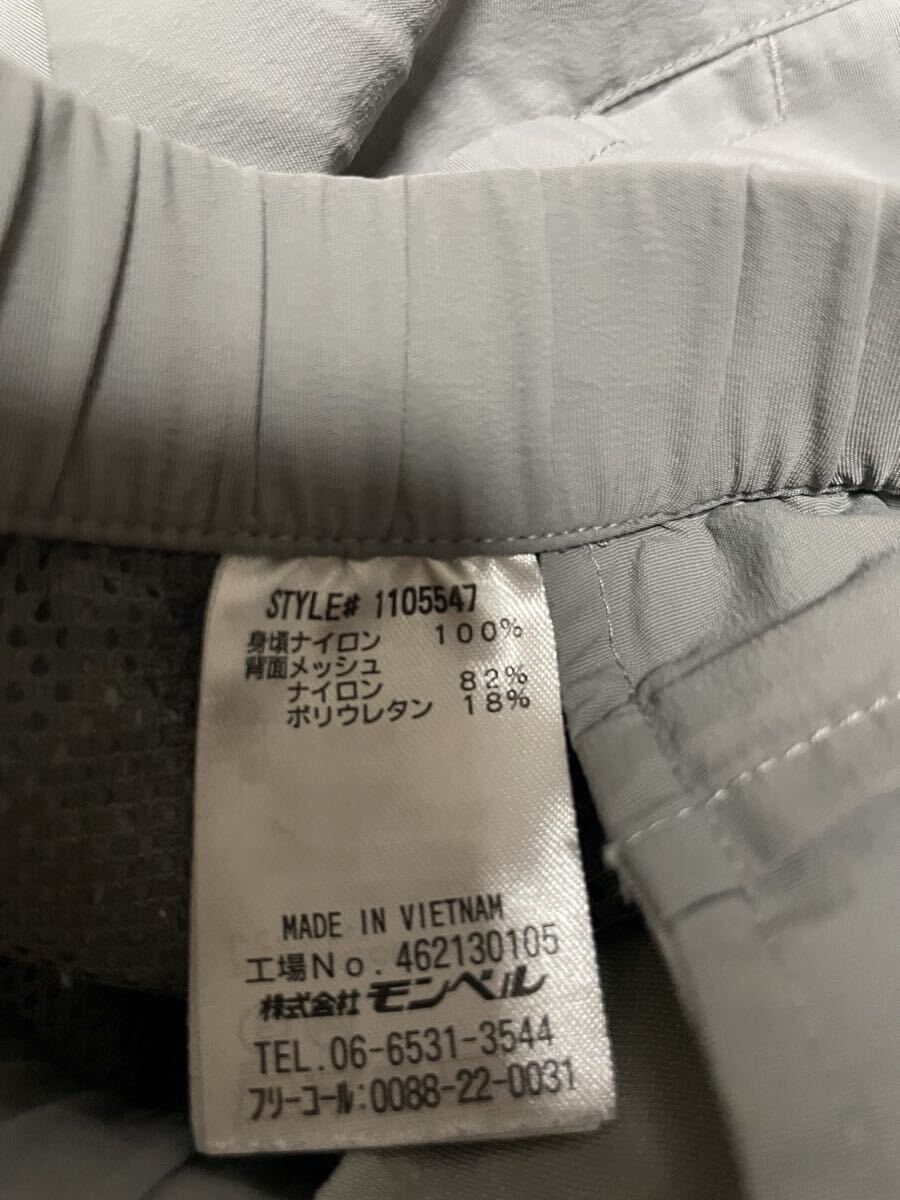 STYLE# 1105547
身頃ナイロン 100%
背面メッシュ
ナイロン 82%
ポリウレタン 18%
MADE IN VIETNAM
工場No. 462130105
株式会社 モンベル
TEL.06-6531-3544
フリーコール:0088-22-0031